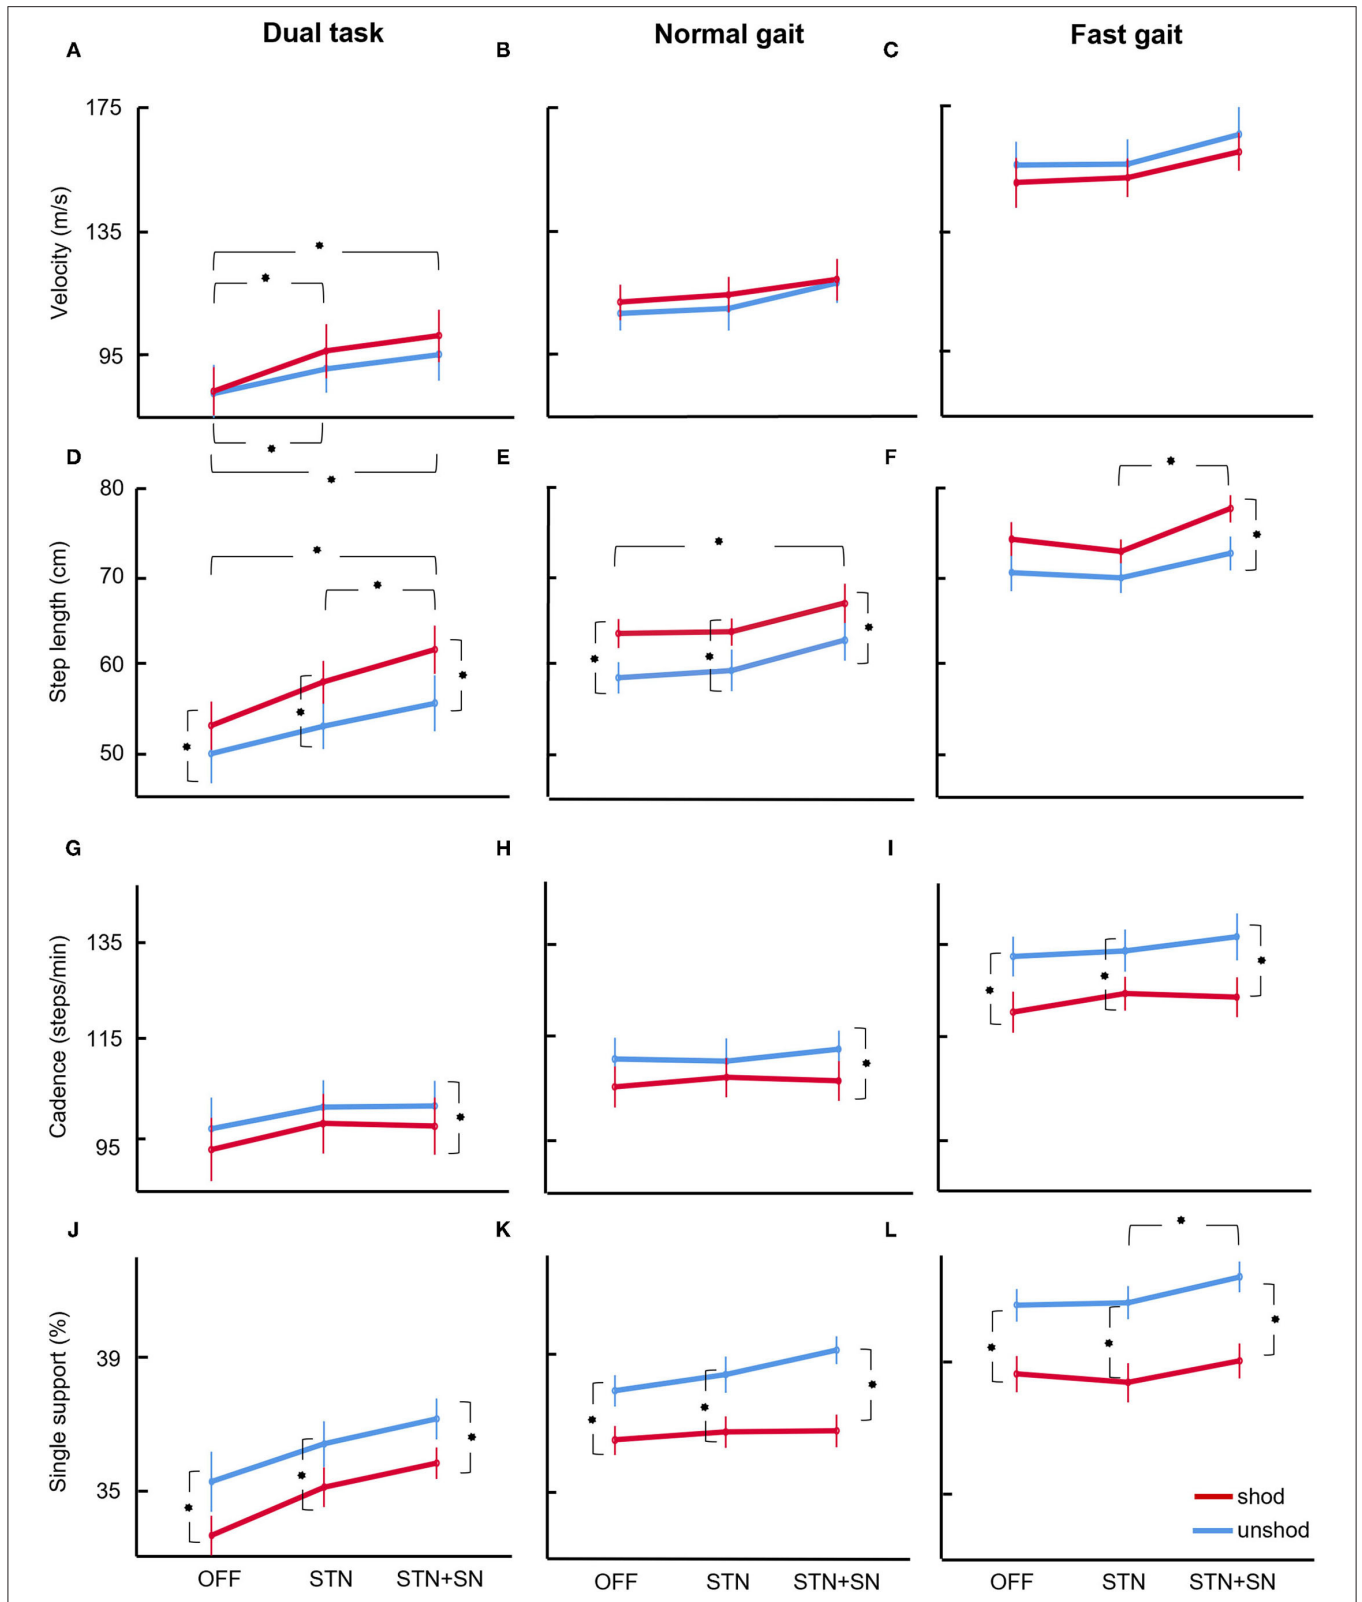 Dual task Normal gait Fast gait
A B C
175
135
95
Velocity (m/s)
* * 
* *
D E F
80
70
60
50
Step length (cm)
* * * * * * * * * * *
G H I
135
115
95
Cadence (steps/min)
* * * * *
J K L
39
35
Single support (%)
* * * * * * * * * *
shod
unshod
OFF STN STN+SN OFF STN STN+SN OFF STN STN+SN